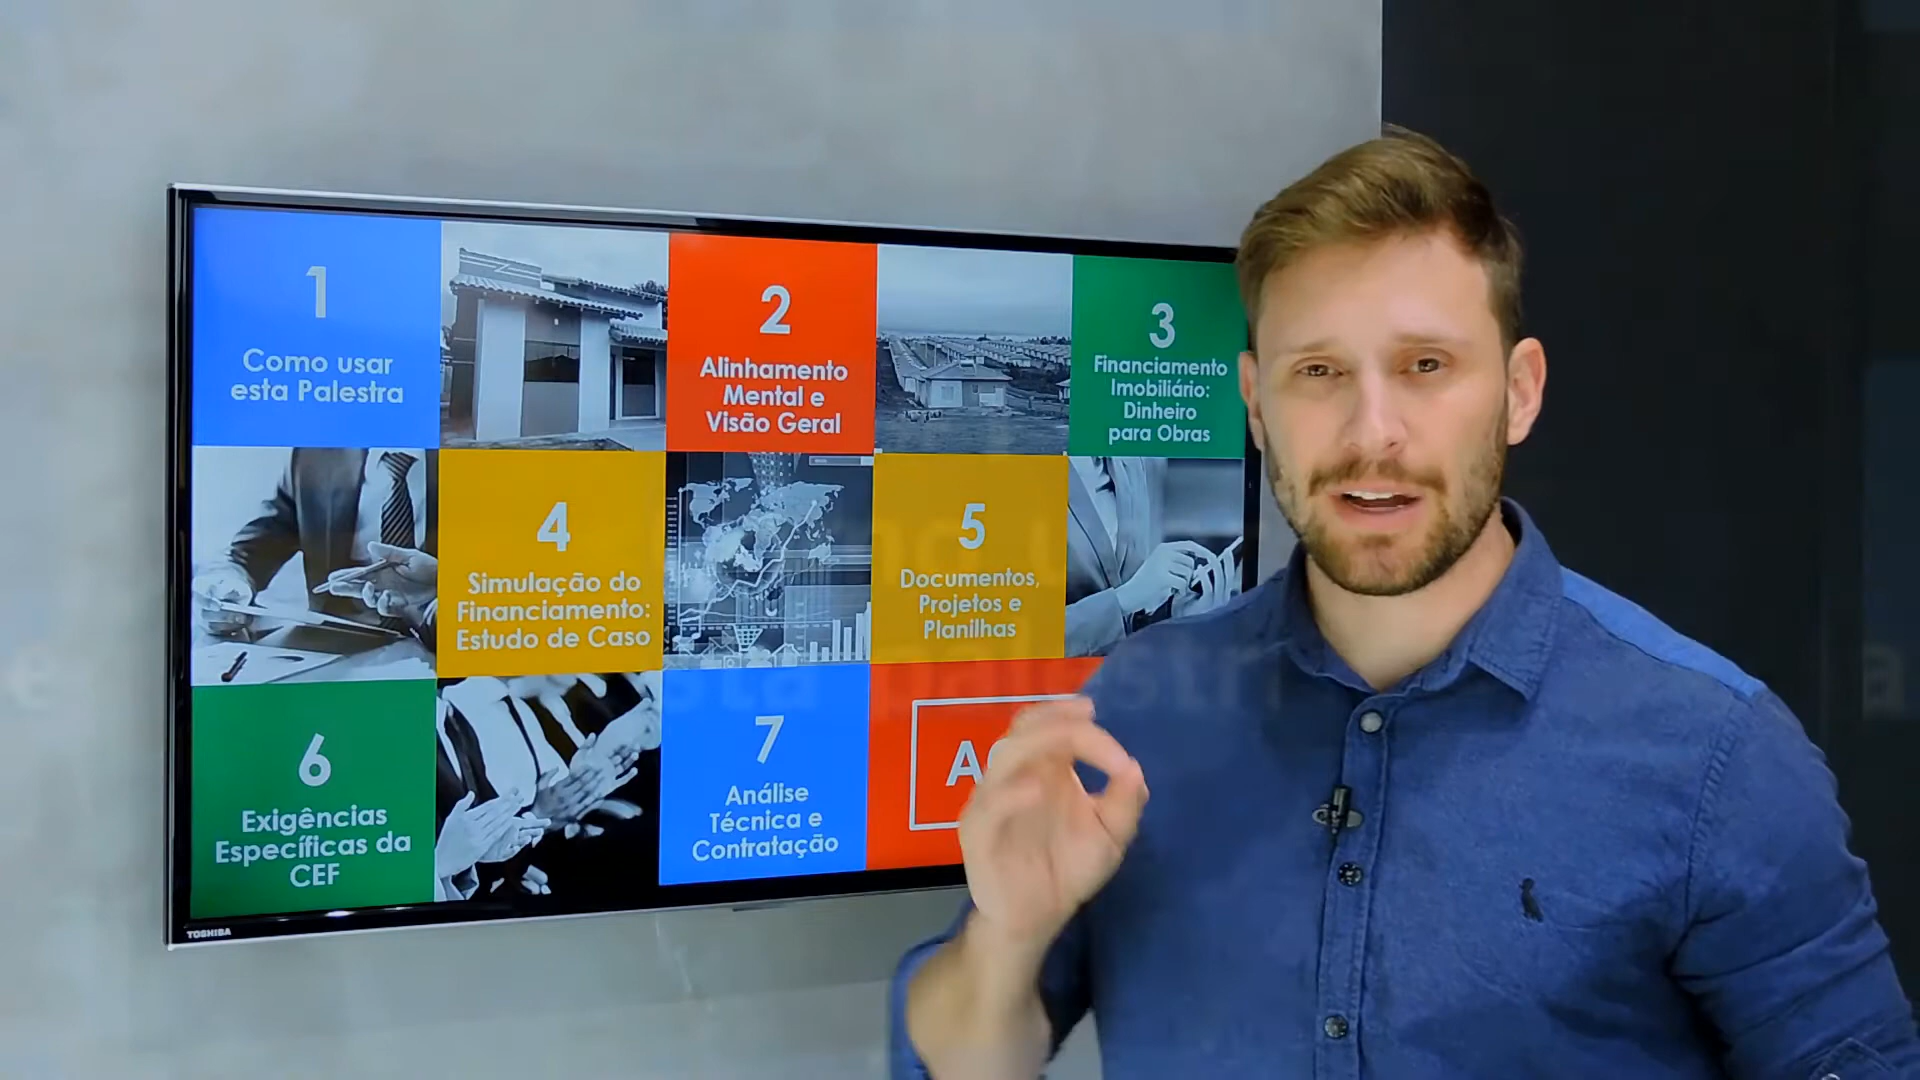 1
Como usar
esta Palestra
2
Alinhamento
Mental e
Visão Geral
3
Financiamento
Imobiliário:
Dinheiro
para Obras
4
Simulação do
Financiamento:
Estudo de Caso
5
Documentos,
Projetos e
Planilhas
6
Exigências
Específicas da
CEF
7
Análise
Técnica e
Contratação
TOSHIBA